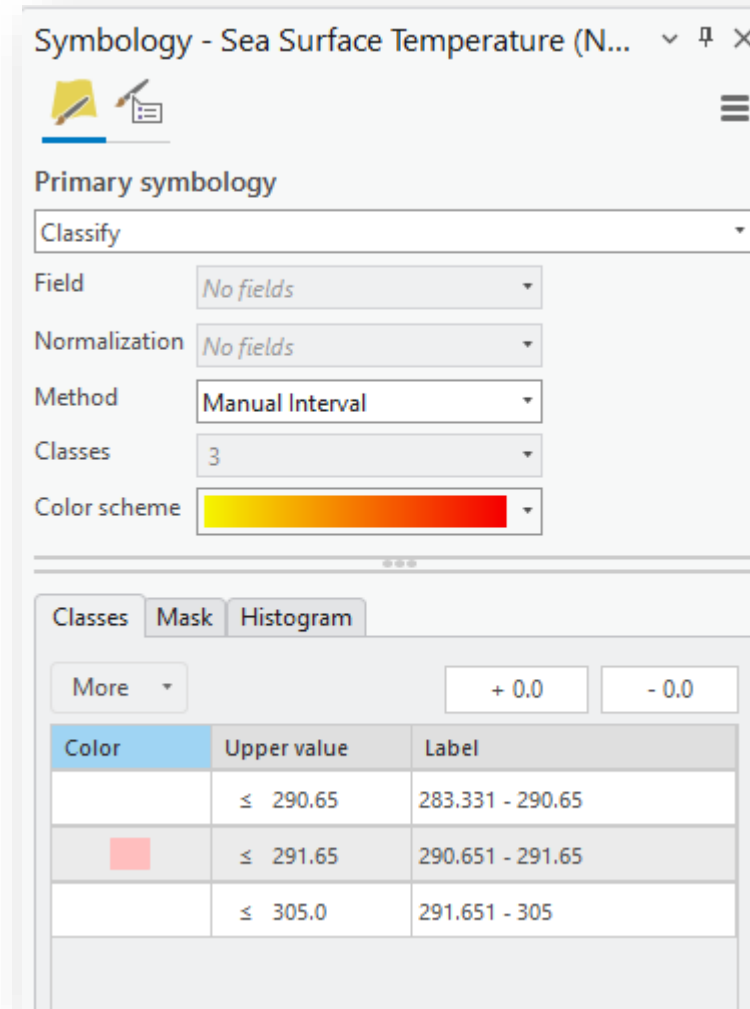 Symbology - Sea Surface Temperature (N...
Primary symbology
Classify
Field No fields
Normalization No fields
Method Manual Interval
Classes 3
Color scheme
Classes Mask Histogram
More + 0.0 - 0.0
Color Upper value Label
≤ 290.65 283.331 - 290.65
≤ 291.65 290.651 - 291.65
≤ 305.0 291.651 - 305